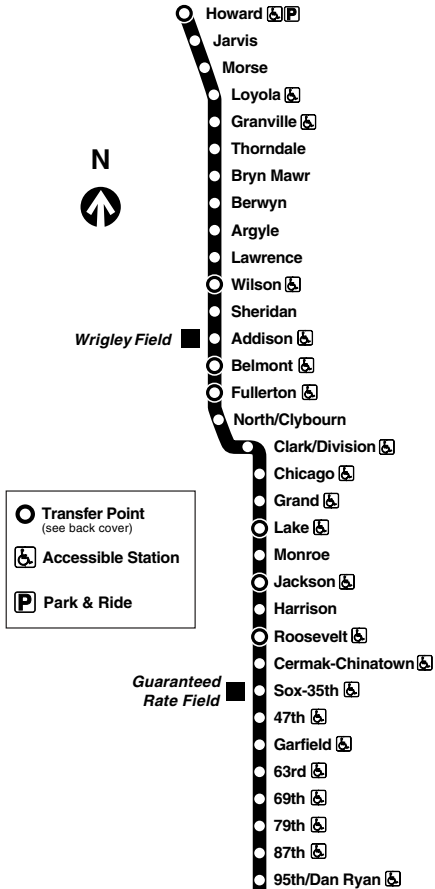 Howard P
Jarvis
Morse
Loyola
Granville
Thorndale
N
Bryn Mawr
Berwyn
Argyle
Lawrence
Wilson
Sheridan
Wrigley Field
Addison
Belmont
Fullerton
North/Clybourn
Clark/Division
Chicago
Grand
Lake
Monroe
Jackson
Harrison
Roosevelt
Cermak-Chinatown
Guaranteed
Rate Field
Sox-35th
47th
Garfield
63rd
69th
79th
87th
95th/Dan Ryan
Transfer Point
(see back cover)
Accessible Station
P Park & Ride